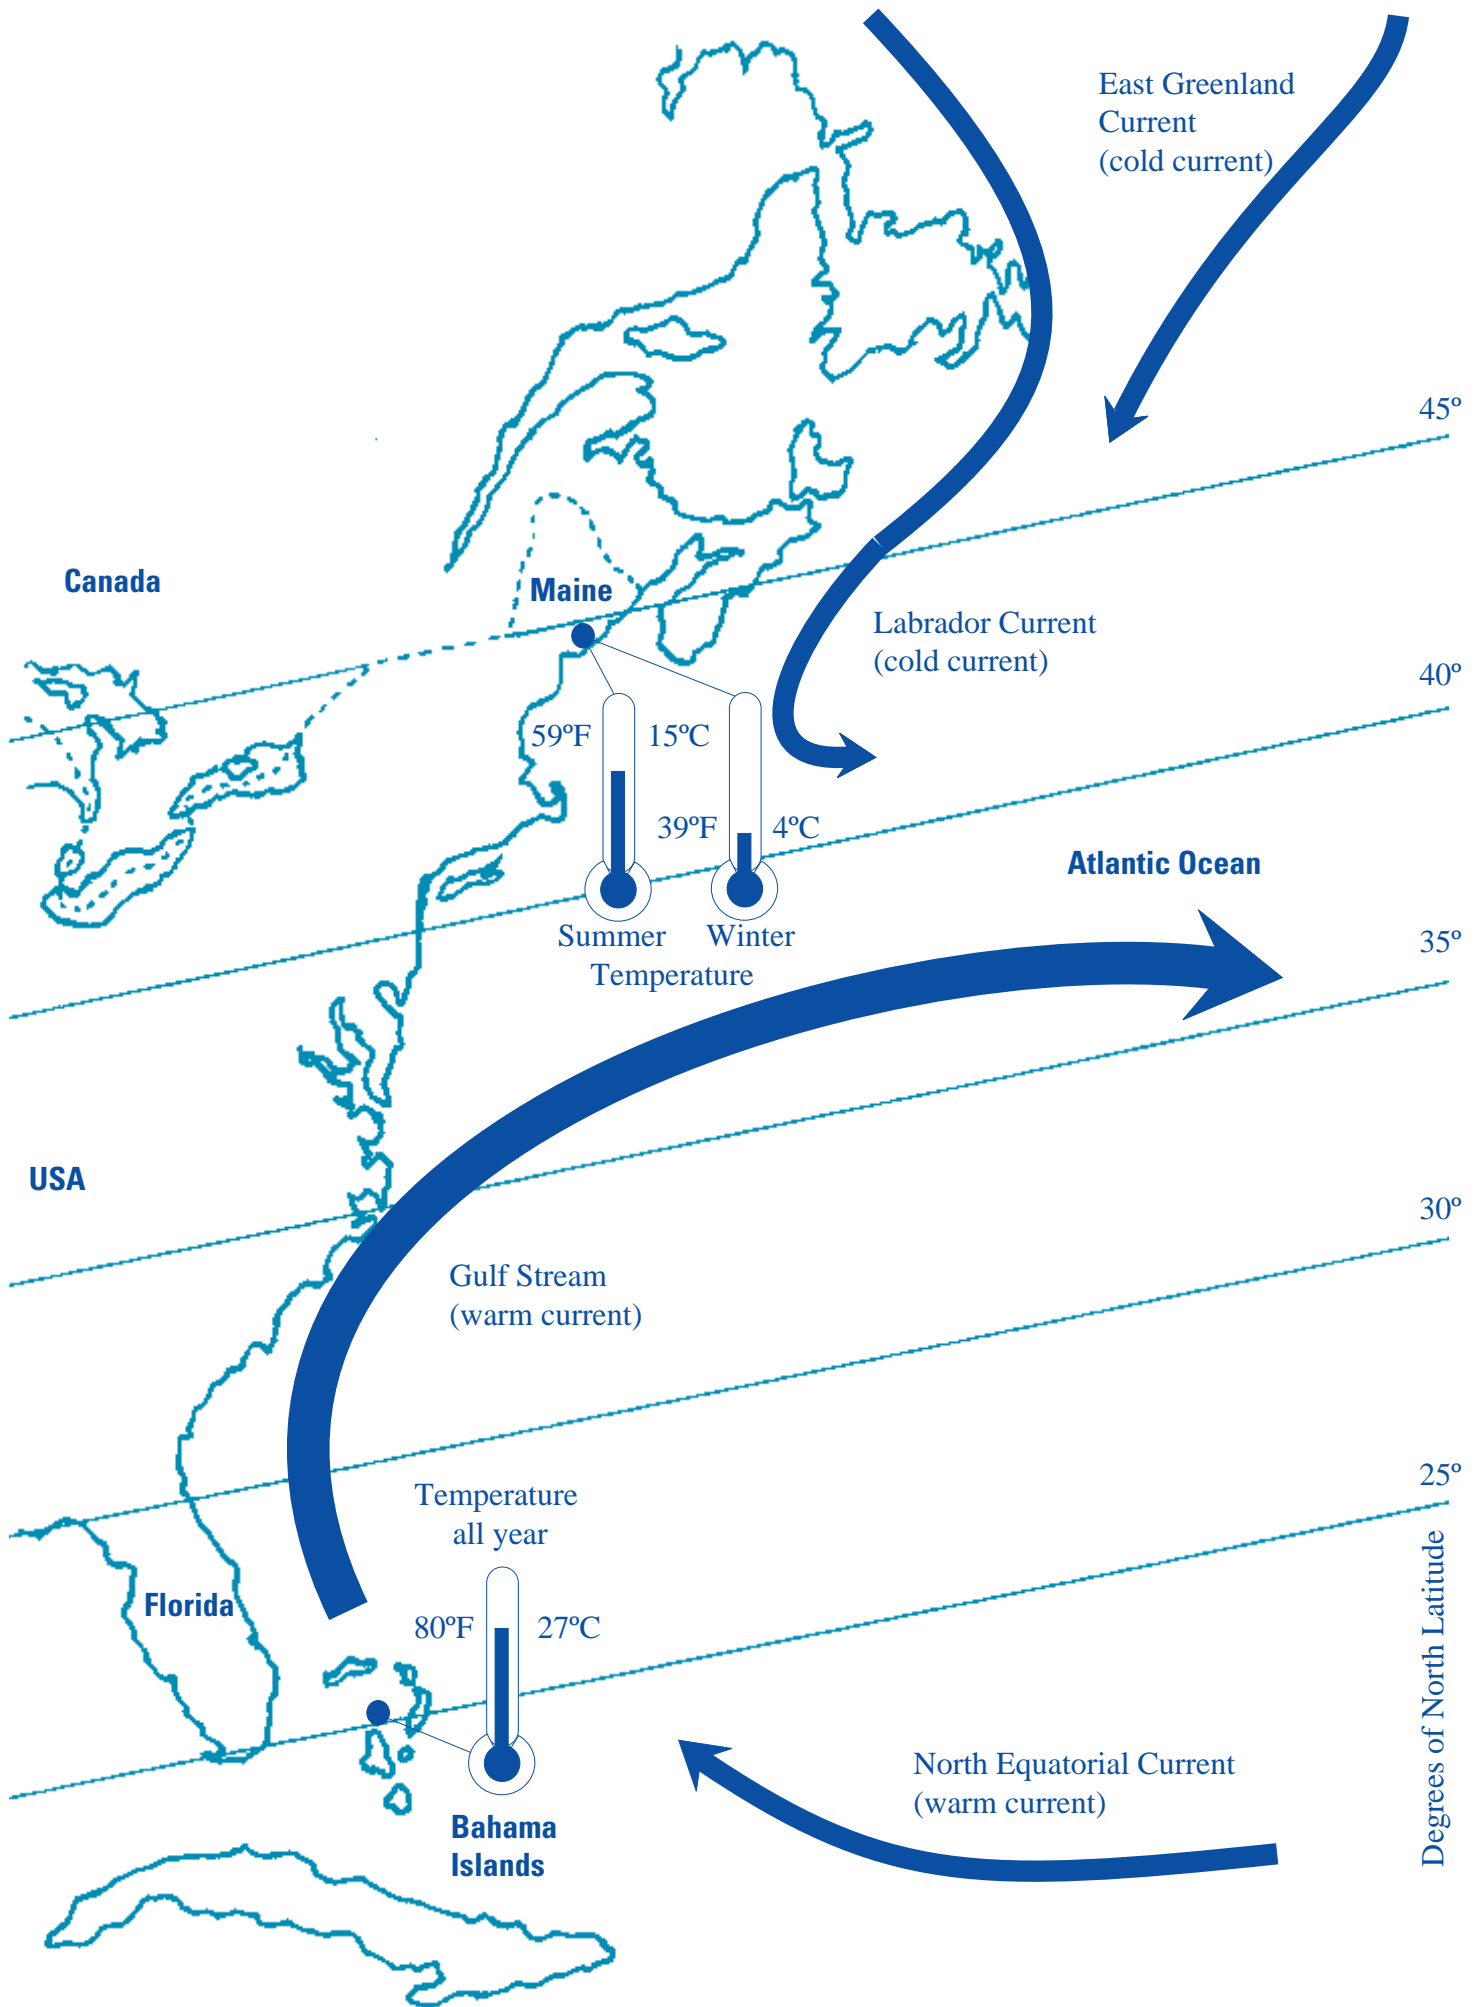 East Greenland
Current
(cold current)
45º
Canada
Maine
Labrador Current
(cold current)
40º
59ºF
15ºC
39ºF
4ºC
Atlantic Ocean
Summer
Winter
Temperature
35º
USA
30º
Gulf Stream
(warm current)
25º
Temperature
all year
Florida
80ºF
27ºC
Degrees of North Latitude
North Equatorial Current
(warm current)
Bahama
Islands